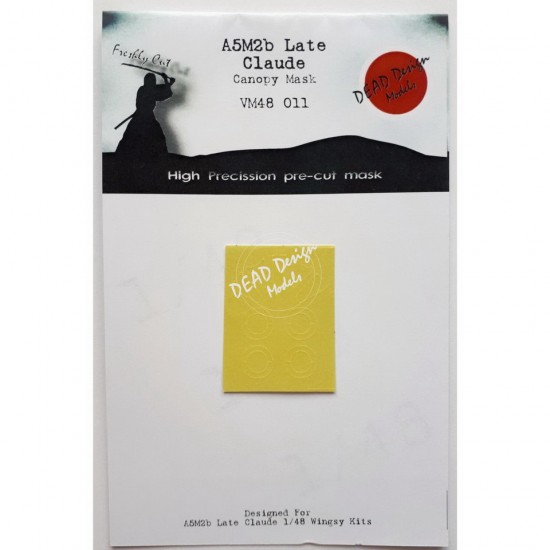 Freshly Cut
A5M2b Late
Claude
Canopy Mask
VM48 011
DEAD Design
Models
High Precission pre-cut mask
DEAD Design
Models
Designed For
A5M2b Late Claude 1/48 Wingsy Kits